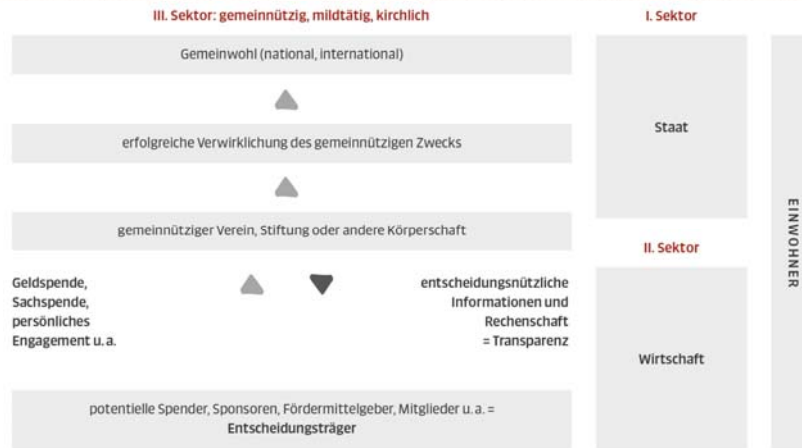 III. Sektor: gemeinnützig, mildtätig, kirchlich
Gemeinwohl (national, international)
erfolgreiche Verwirklichung des gemeinnützigen Zwecks
gemeinnütziger Verein, Stiftung oder andere Körperschaft
Geldspende,
Sachspende,
persönliches
Engagement u. a.
entscheidungsnützliche
Informationen und
Rechenschaft
= Transparenz
potentielle Spender, Sponsoren, Fördermittelgeber, Mitglieder u. a. =
Entscheidungsträger
I. Sektor
Staat
II. Sektor
Wirtschaft
EINWOHNER